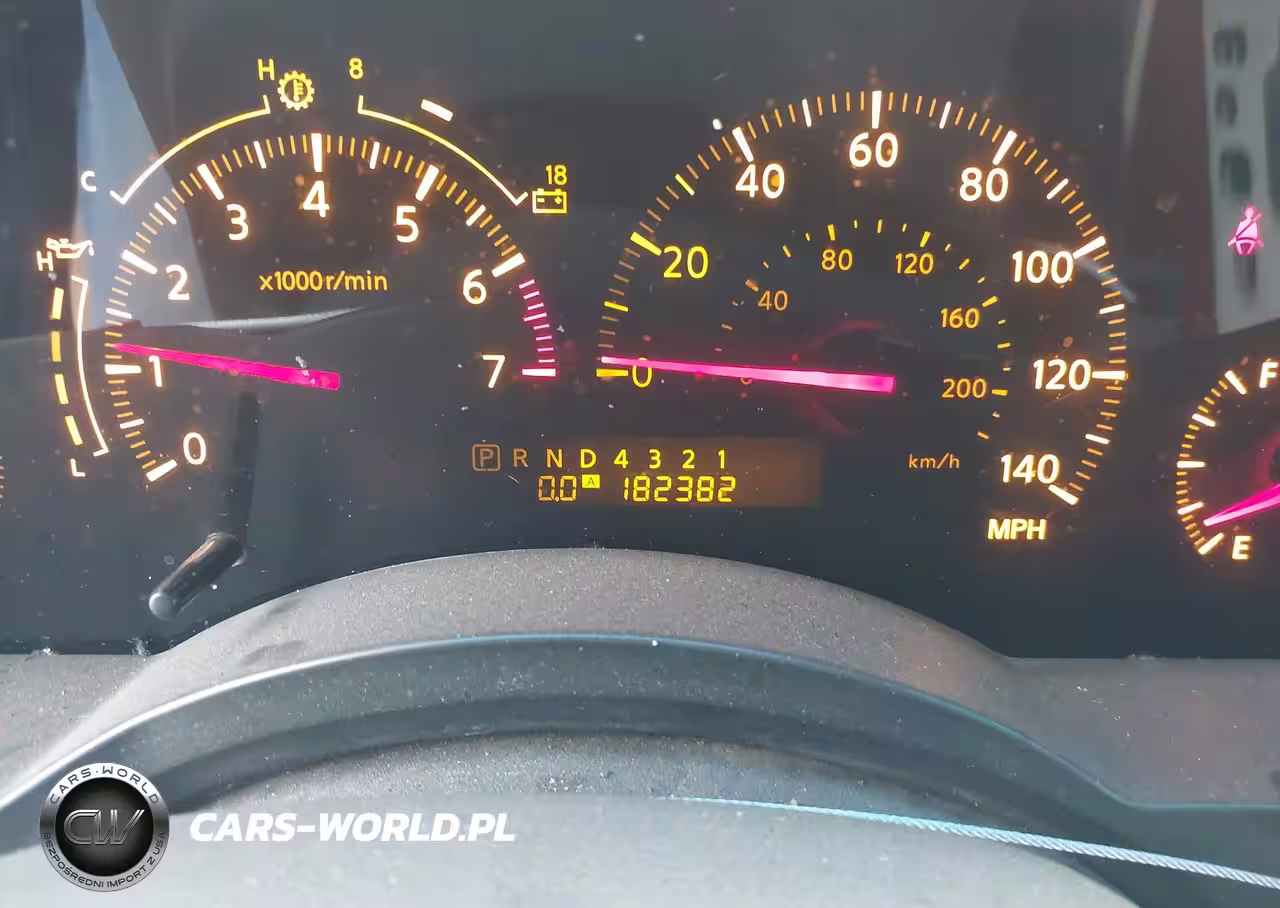 H
8
C
18
H
3
4
5
2
x1000r/min
6
1
7
0
L
40
60
80
20
100
80
120
40
160
0
200
120
km/h
140
MPH
P R N D 4 3 2 1
0.0 A 182382
F
E
CARS-WORLD
CW
BEZPOŚREDNI IMPORT Z USA
CARS-WORLD.PL